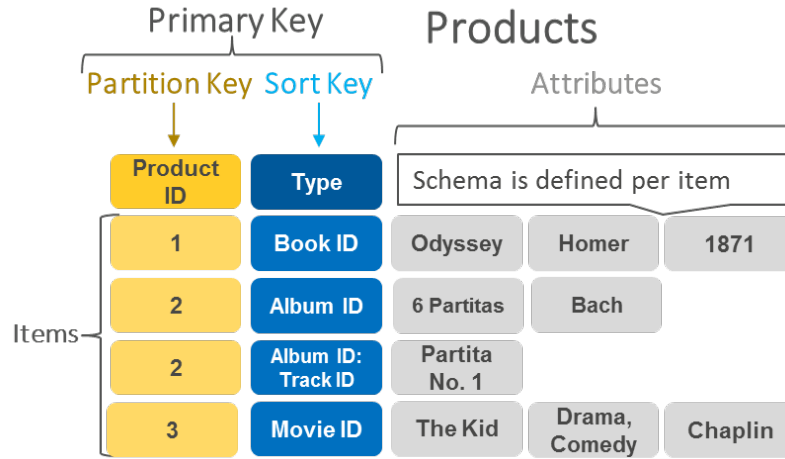 Primary Key
Products
Partition Key
Sort Key
Attributes
Product
ID
Type
Schema is defined per item
Items
1
Book ID
Odyssey
Homer
1871
2
Album ID
6 Partitas
Bach
2
Album ID:
Track ID
Partita
No. 1
3
Movie ID
The Kid
Drama,
Comedy
Chaplin